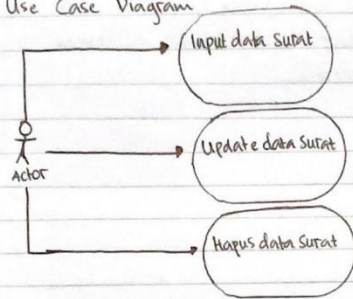 Use Case Diagram
Input data Surat
Update data Surat
Actor
Hapus data Surat